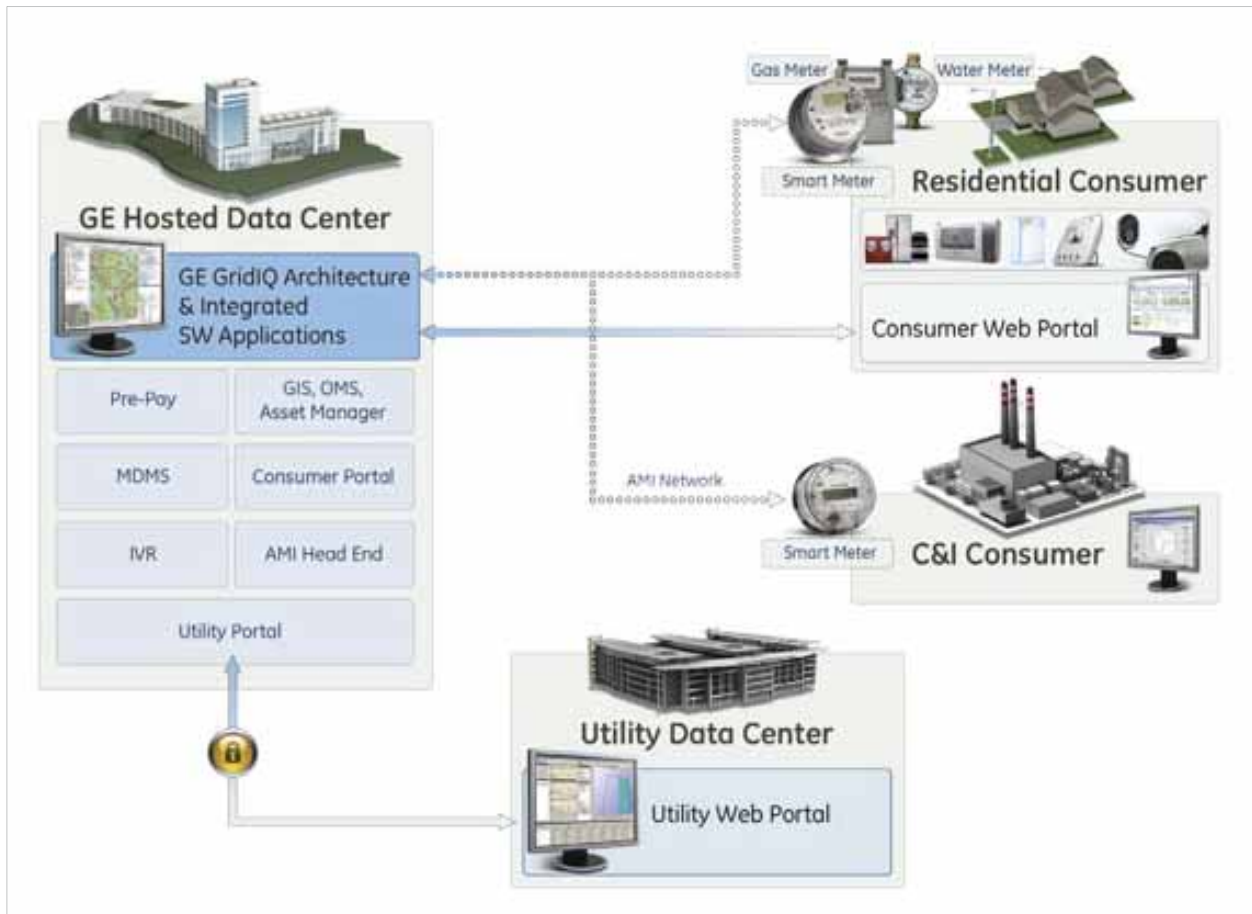 Gas Meter
Water Meter
Smart Meter
Residential Consumer
GE Hosted Data Center
GE GridIQ Architecture
& Integrated
SW Applications
Consumer Web Portal
Pre-Pay
GIS, OMS,
Asset Manager
MDMS
Consumer Portal
AMI Network
IVR
AMI Head End
Smart Meter
C&I Consumer
Utility Portal
Utility Data Center
Utility Web Portal